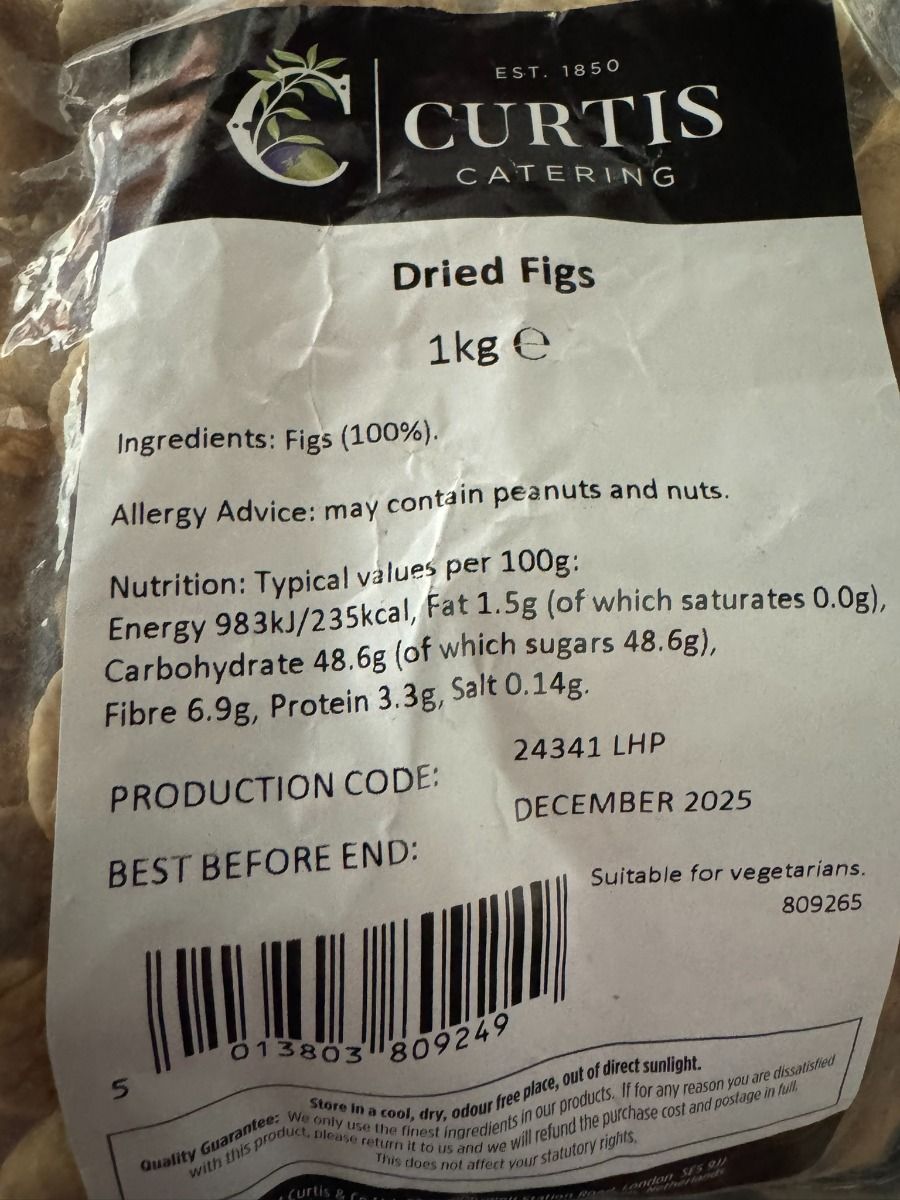 EST. 1850
CURTIS
CATERING
Dried Figs
1kg ℮
Ingredients: Figs (100%).
Allergy Advice: may contain peanuts and nuts.
Nutrition: Typical values per 100g:
Energy 983kJ/235kcal, Fat 1.5g (of which saturates 0.0g),
Carbohydrate 48.6g (of which sugars 48.6g),
Fibre 6.9g, Protein 3.3g, Salt 0.14g.
PRODUCTION CODE: 24341 LHP
BEST BEFORE END: DECEMBER 2025
Suitable for vegetarians.
809265
5 013803 809249
Store in a cool, dry, odour free place, out of direct sunlight.
Quality Guarantee: We only use the finest ingredients in our products. If for any reason you are dissatisfied
with this product, please return it to us and we will refund the purchase cost and postage in full.
This does not affect your statutory rights.
Curtis & Station Road London SE5
Netherlands